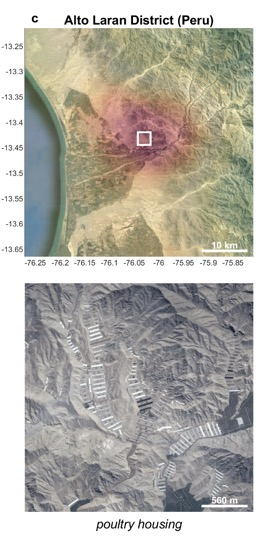 c Alto Laran District (Peru)
-13.25
-13.3
-13.35
-13.4
-13.45
-13.5
-13.55
-13.6
-13.65
10 km
-76.25 -76.2 -76.15 -76.1 -76.05 -76 -75.95 -75.9 -75.85
560 m
poultry housing